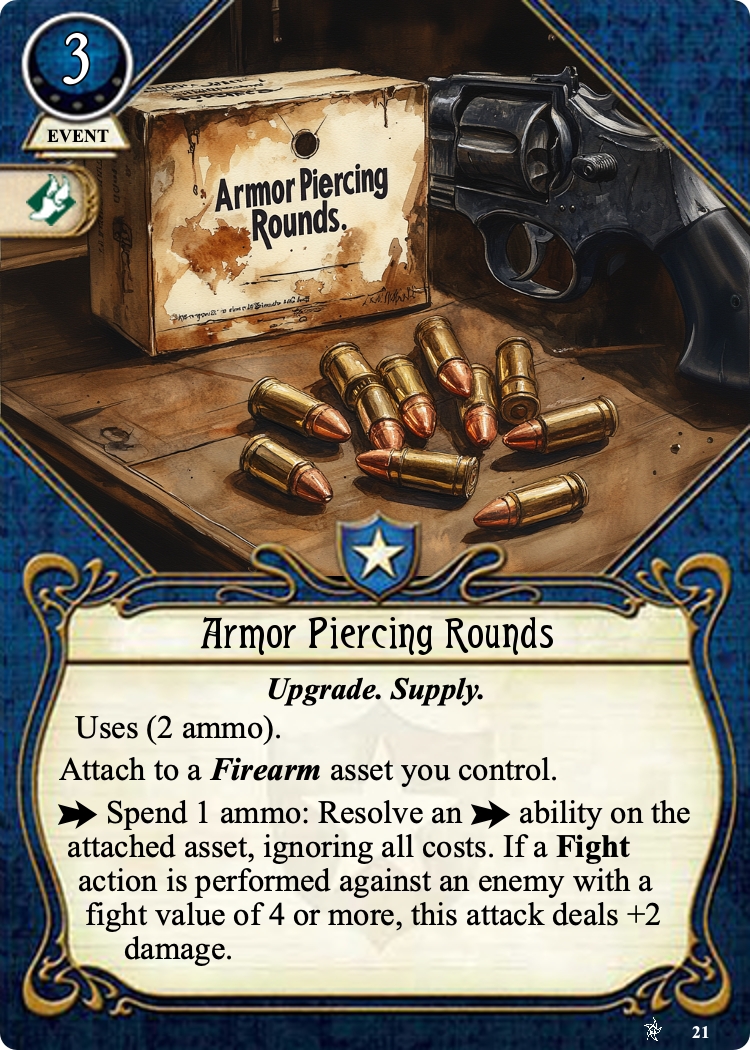 3
EVENT
Armor Piercing
Rounds.
Armor Piercing Rounds
Upgrade. Supply.
Uses (2 ammo).
Attach to a Firearm asset you control.
Spend 1 ammo: Resolve an ability on the
attached asset, ignoring all costs. If a Fight
action is performed against an enemy with a
fight value of 4 or more, this attack deals +2
damage.
21